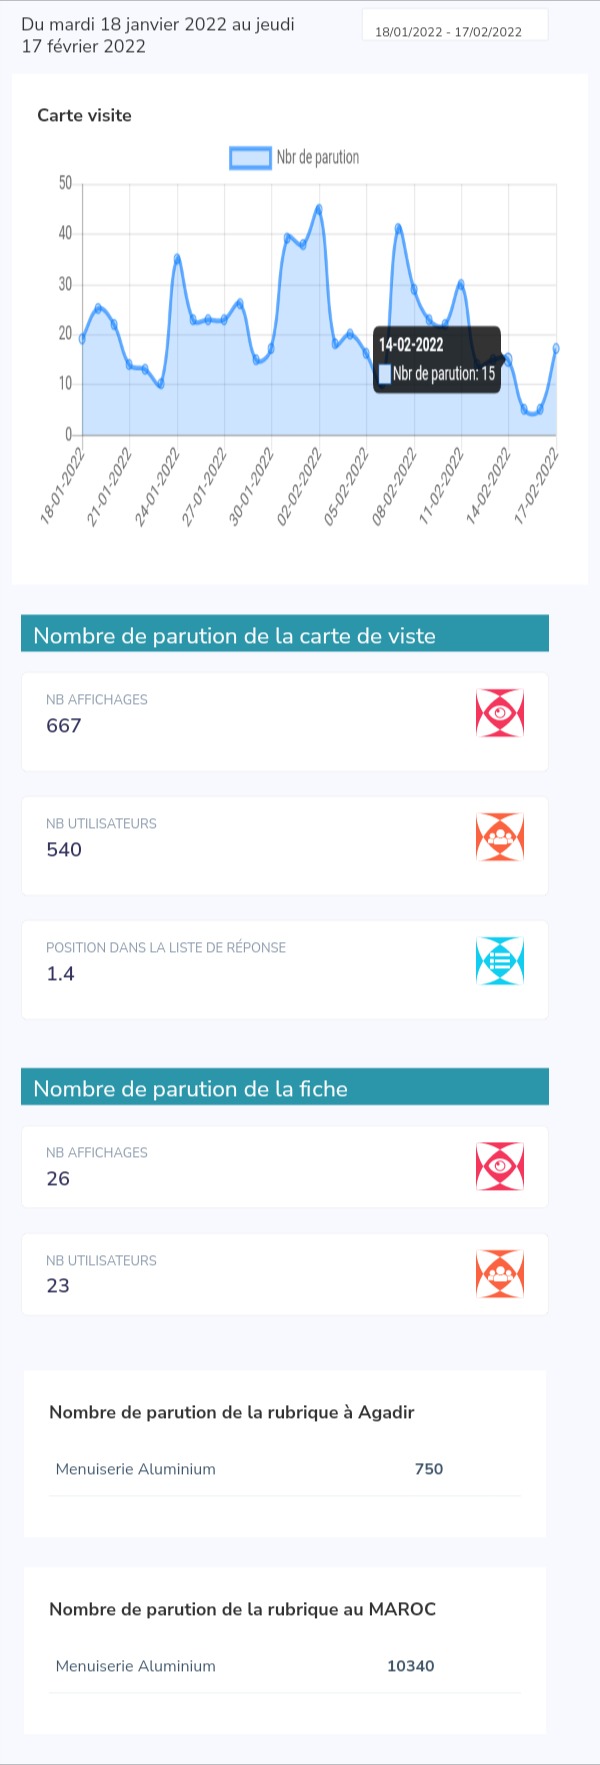 Du mardi 18 janvier 2022 au jeudi
17 février 2022
18/01/2022 - 17/02/2022
Carte visite
Nbr de parution
50
40
30
20
10
0
14-02-2022
Nbr de parution: 15
18-01-2022
21-01-2022
24-01-2022
27-01-2022
30-01-2022
02-02-2022
05-02-2022
08-02-2022
11-02-2022
14-02-2022
17-02-2022
Nombre de parution de la carte de viste
NB AFFICHAGES
667
NB UTILISATEURS
540
POSITION DANS LA LISTE DE RÉPONSE
1.4
Nombre de parution de la fiche
NB AFFICHAGES
26
NB UTILISATEURS
23
Nombre de parution de la rubrique à Agadir
Menuiserie Aluminium 750
Nombre de parution de la rubrique au MAROC
Menuiserie Aluminium 10340